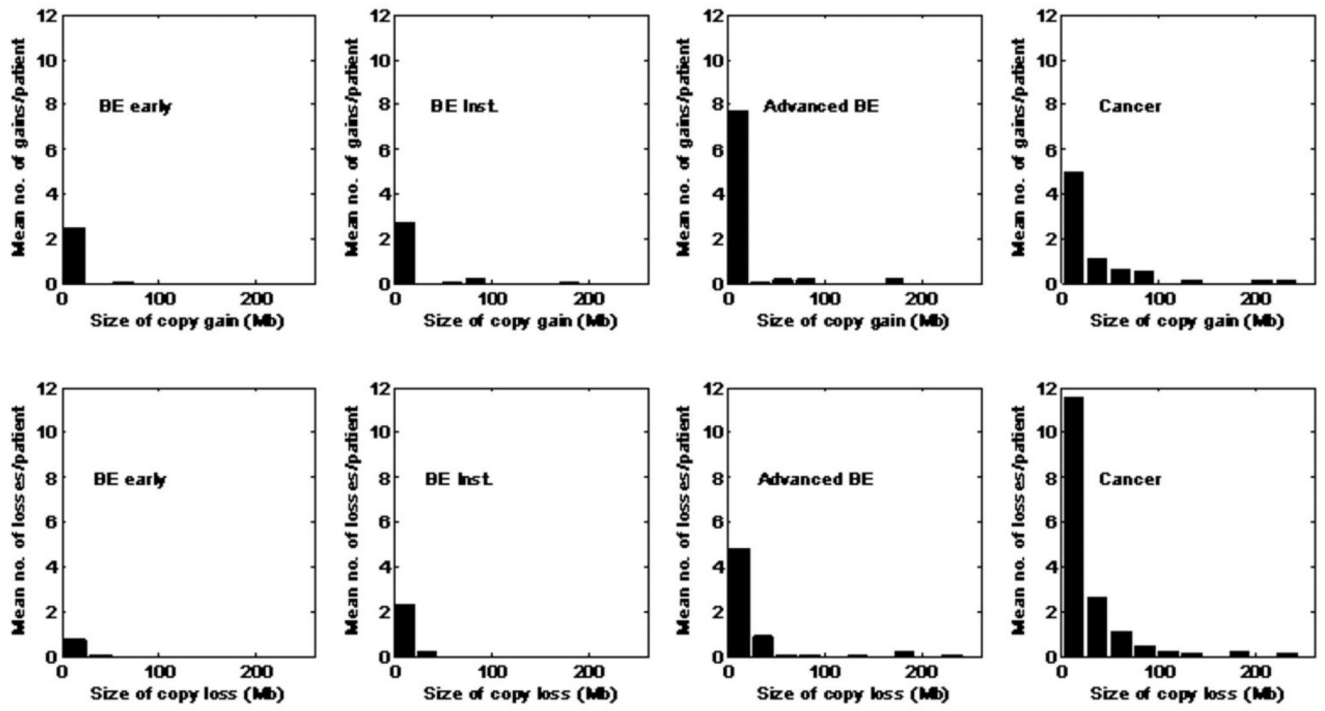 12
10
8
6
4
2
0
Mean no. of gains/patient
BE early
0 100 200
Size of copy gain (Mb)
12
10
8
6
4
2
0
Mean no. of gains/patient
BE Inst.
0 100 200
Size of copy gain (Mb)
12
10
8
6
4
2
0
Mean no. of gains/patient
Advanced BE
0 100 200
Size of copy gain (Mb)
12
10
8
6
4
2
0
Mean no. of gains/patient
Cancer
0 100 200
Size of copy gain (Mb)
12
10
8
6
4
2
0
Mean no. of losses/patient
BE early
0 100 200
Size of copy loss (Mb)
12
10
8
6
4
2
0
Mean no. of losses/patient
BE Inst.
0 100 200
Size of copy loss (Mb)
12
10
8
6
4
2
0
Mean no. of losses/patient
Advanced BE
0 100 200
Size of copy loss (Mb)
12
10
8
6
4
2
0
Mean no. of losses/patient
Cancer
0 100 200
Size of copy loss (Mb)